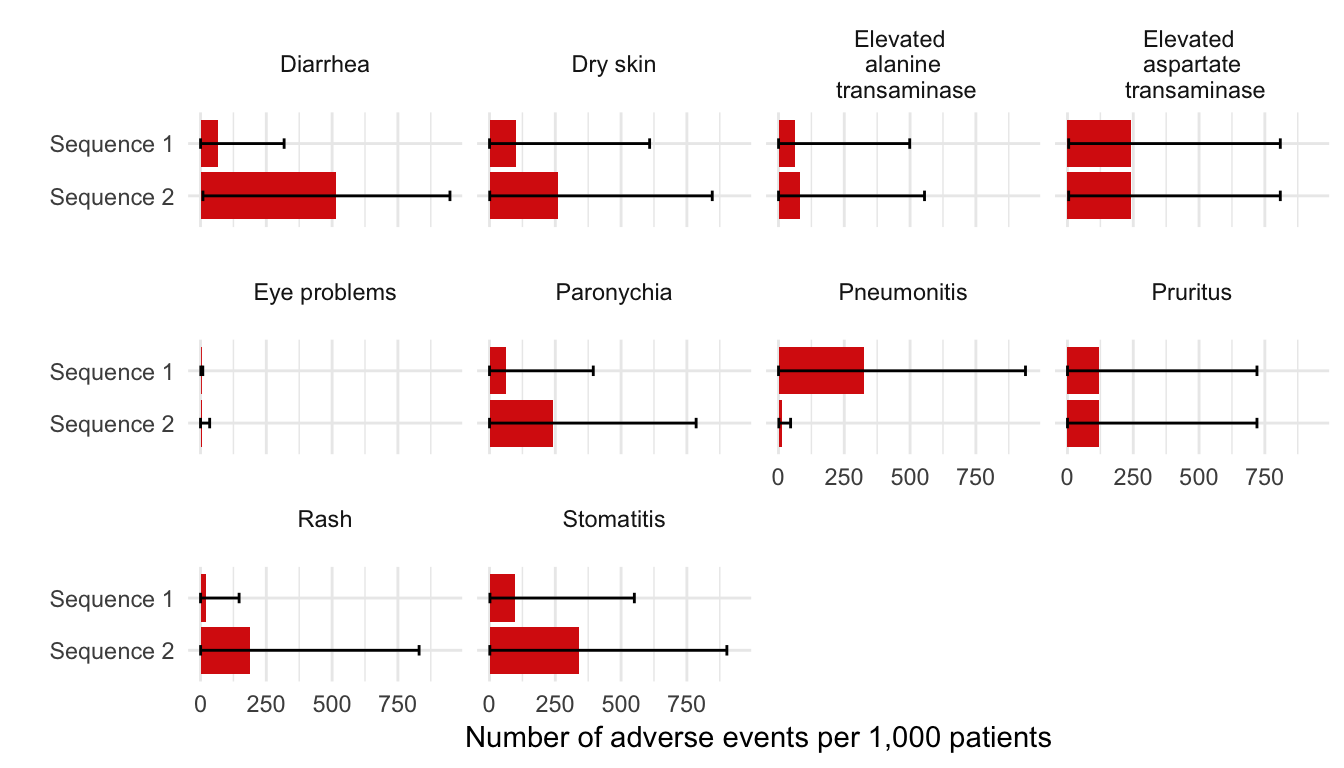 Diarrhea
Dry skin
Elevated
alanine
transaminase
Elevated
aspartate
transaminase
Sequence 1
Sequence 2
Eye problems
Paronychia
Pneumonitis
Pruritus
Sequence 1
Sequence 2
0 250 500 750
0 250 500 750
Rash
Stomatitis
Sequence 1
Sequence 2
0 250 500 750
0 250 500 750
Number of adverse events per 1,000 patients